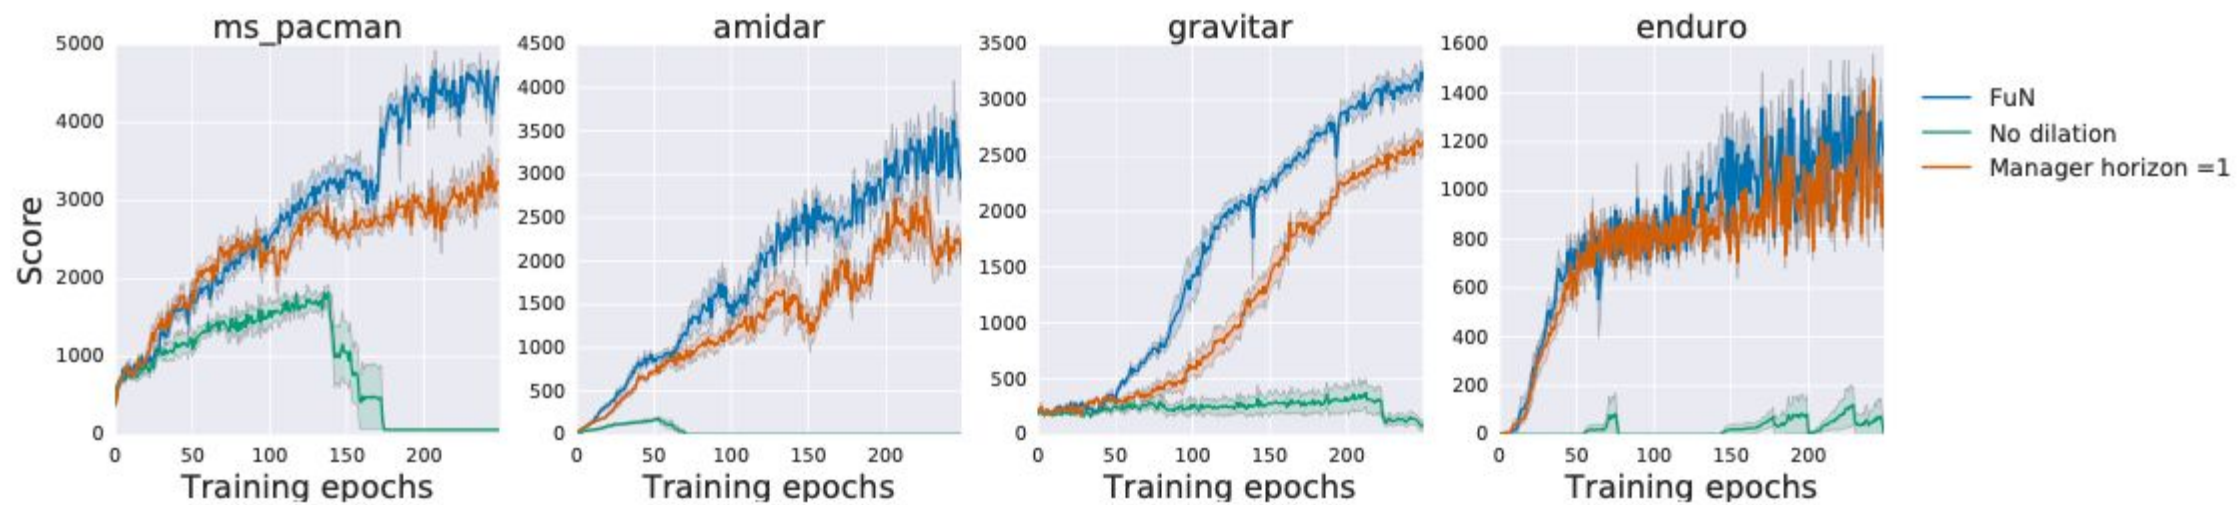 ms_pacman
5000
4000
3000
2000
1000
0
0 50 100 150 200
Score
Training epochs
amidar
4500
4000
3500
3000
2500
2000
1500
1000
500
0
0 50 100 150 200
Training epochs
gravitar
3500
3000
2500
2000
1500
1000
500
0
0 50 100 150 200
Training epochs
enduro
1600
1400
1200
1000
800
600
400
200
0
0 50 100 150 200
Training epochs
FuN
No dilation
Manager horizon =1